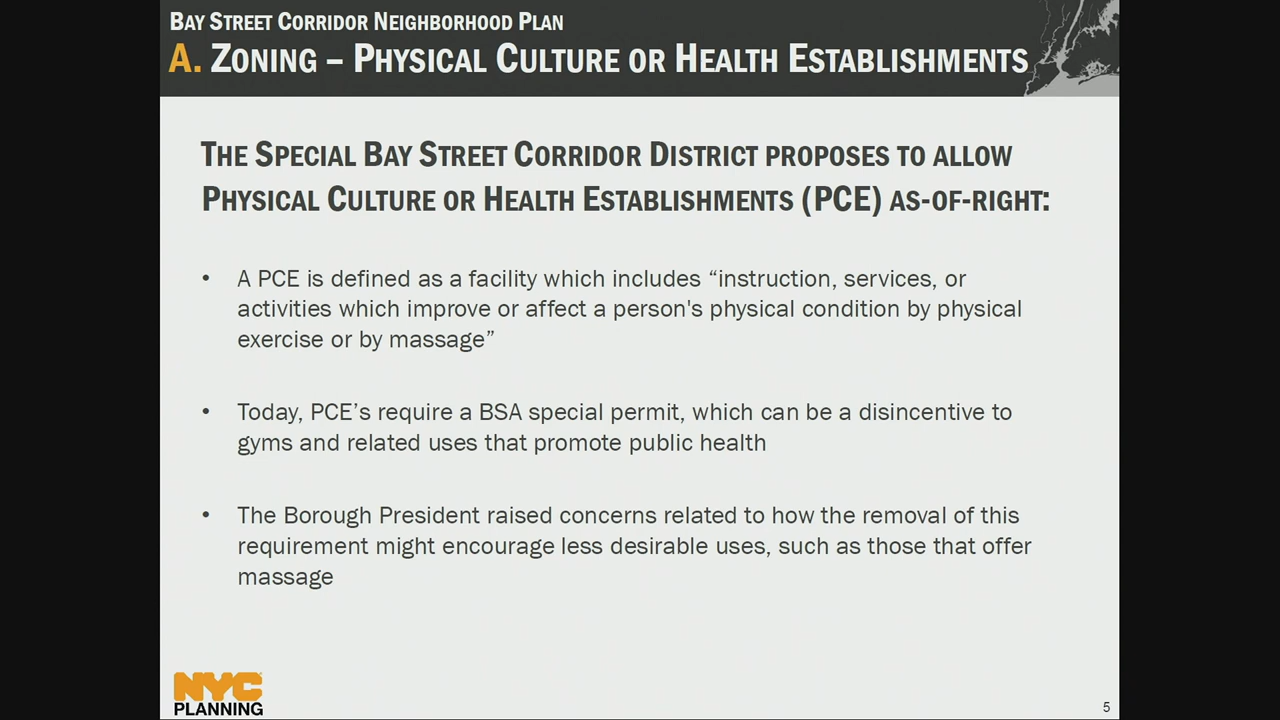 BAY STREET CORRIDOR NEIGHBORHOOD PLAN
A. ZONING – PHYSICAL CULTURE OR HEALTH ESTABLISHMENTS
THE SPECIAL BAY STREET CORRIDOR DISTRICT PROPOSES TO ALLOW
PHYSICAL CULTURE OR HEALTH ESTABLISHMENTS (PCE) AS-OF-RIGHT:
• A PCE is defined as a facility which includes “instruction, services, or
activities which improve or affect a person's physical condition by physical
exercise or by massage”
• Today, PCE’s require a BSA special permit, which can be a disincentive to
gyms and related uses that promote public health
• The Borough President raised concerns related to how the removal of this
requirement might encourage less desirable uses, such as those that offer
massage
NYC
PLANNING
5